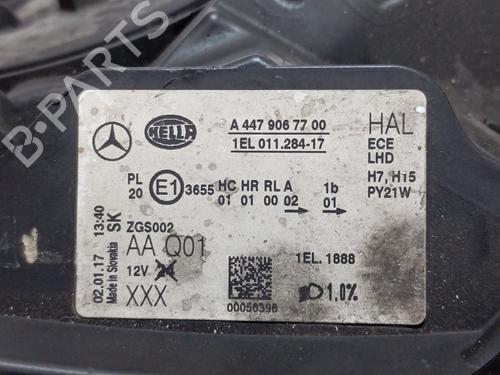 HELLA
A 447 906 77 00
1EL 011.284-17
HAL
ECE
LHD
H7, H15
PY21W
PL
20
E1
3655
HC HR RL A
01 01 00 02
1b
01
ZGS002
AA Q01
12V 24
XXX
02.01.17 13:40
Made in Slovakia SK
1EL. 1888
00056396
1.0%
B-PARTS